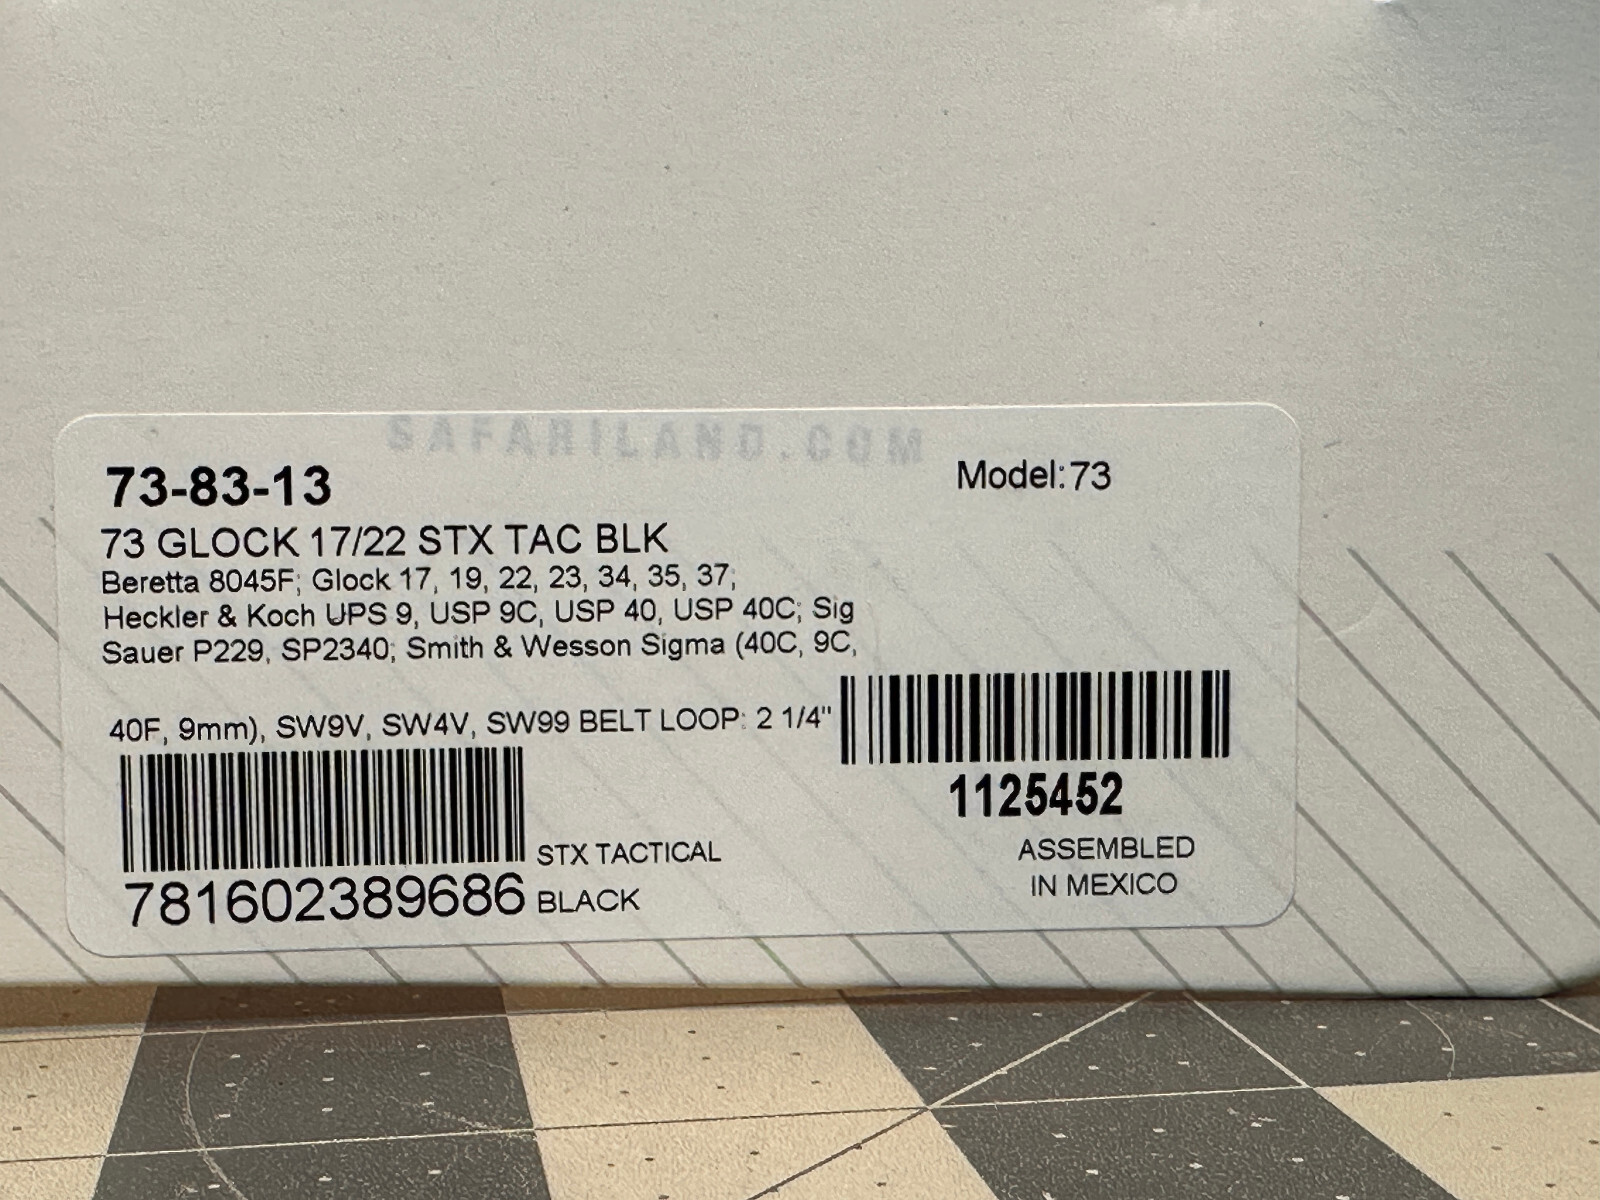 SAFARILAND.COM
73-83-13
Model:73
73 GLOCK 17/22 STX TAC BLK
Beretta 8045F; Glock 17, 19, 22, 23, 34, 35, 37;
Heckler & Koch UPS 9, USP 9C, USP 40, USP 40C; Sig
Sauer P229, SP2340; Smith & Wesson Sigma (40C, 9C,
40F, 9mm), SW9V, SW4V, SW99 BELT LOOP: 2 1/4"
1125452
STX TACTICAL
ASSEMBLED
IN MEXICO
781602389686
BLACK